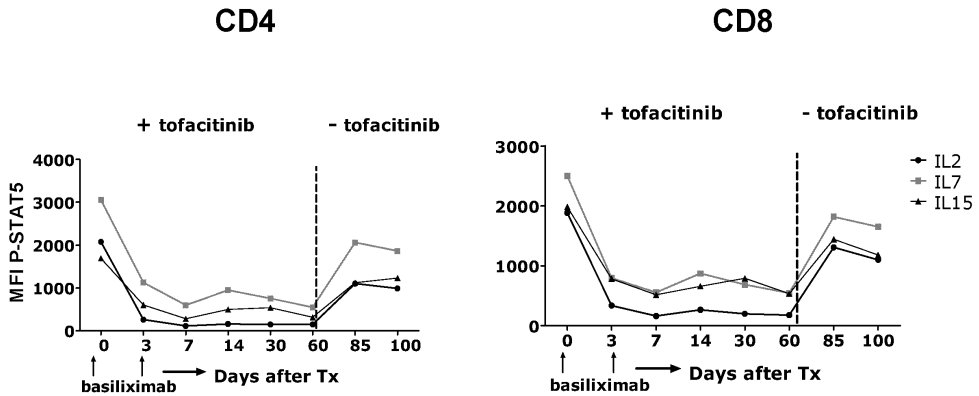 CD4
+ tofacitinib - tofacitinib
4000
3000
2000
1000
0
MFI P-STAT5
0 3 7 14 30 60 85 100
basiliximab
Days after Tx
CD8
+ tofacitinib - tofacitinib
3000
2000
1000
0
0 3 7 14 30 60 85 100
basiliximab
Days after Tx
IL2
IL7
IL15